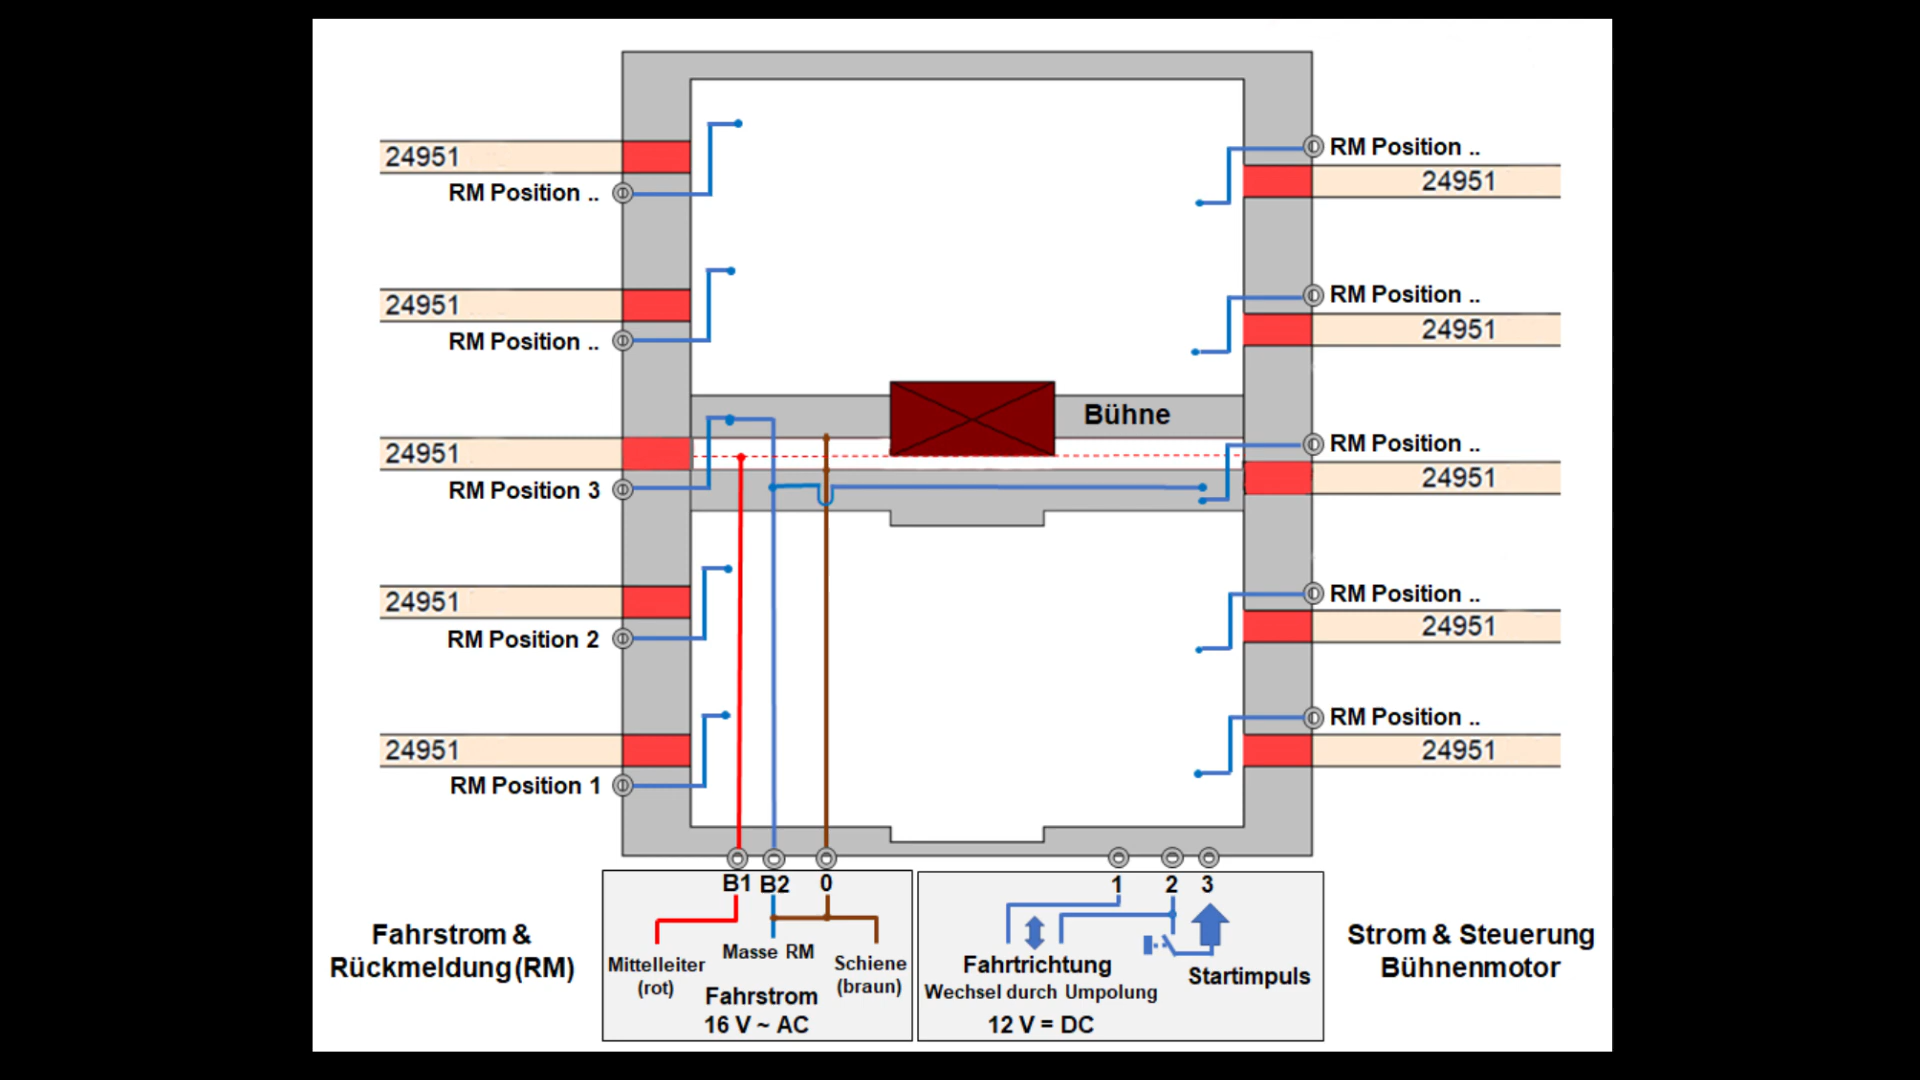 24951
RM Position ..
24951
RM Position ..
24951
RM Position 3
24951
RM Position 2
24951
RM Position 1
Bühne
RM Position ..
24951
RM Position ..
24951
RM Position ..
24951
RM Position ..
24951
RM Position ..
24951
Fahrstrom &
Rückmeldung (RM)
B1 B2 0
Mittelleiter
(rot)
Masse RM
Schiene
(braun)
Fahrstrom
16 V ~ AC
1 2 3
Fahrtrichtung
Wechsel durch Umpolung
12 V = DC
Startimpuls
Strom & Steuerung
Bühnenmotor